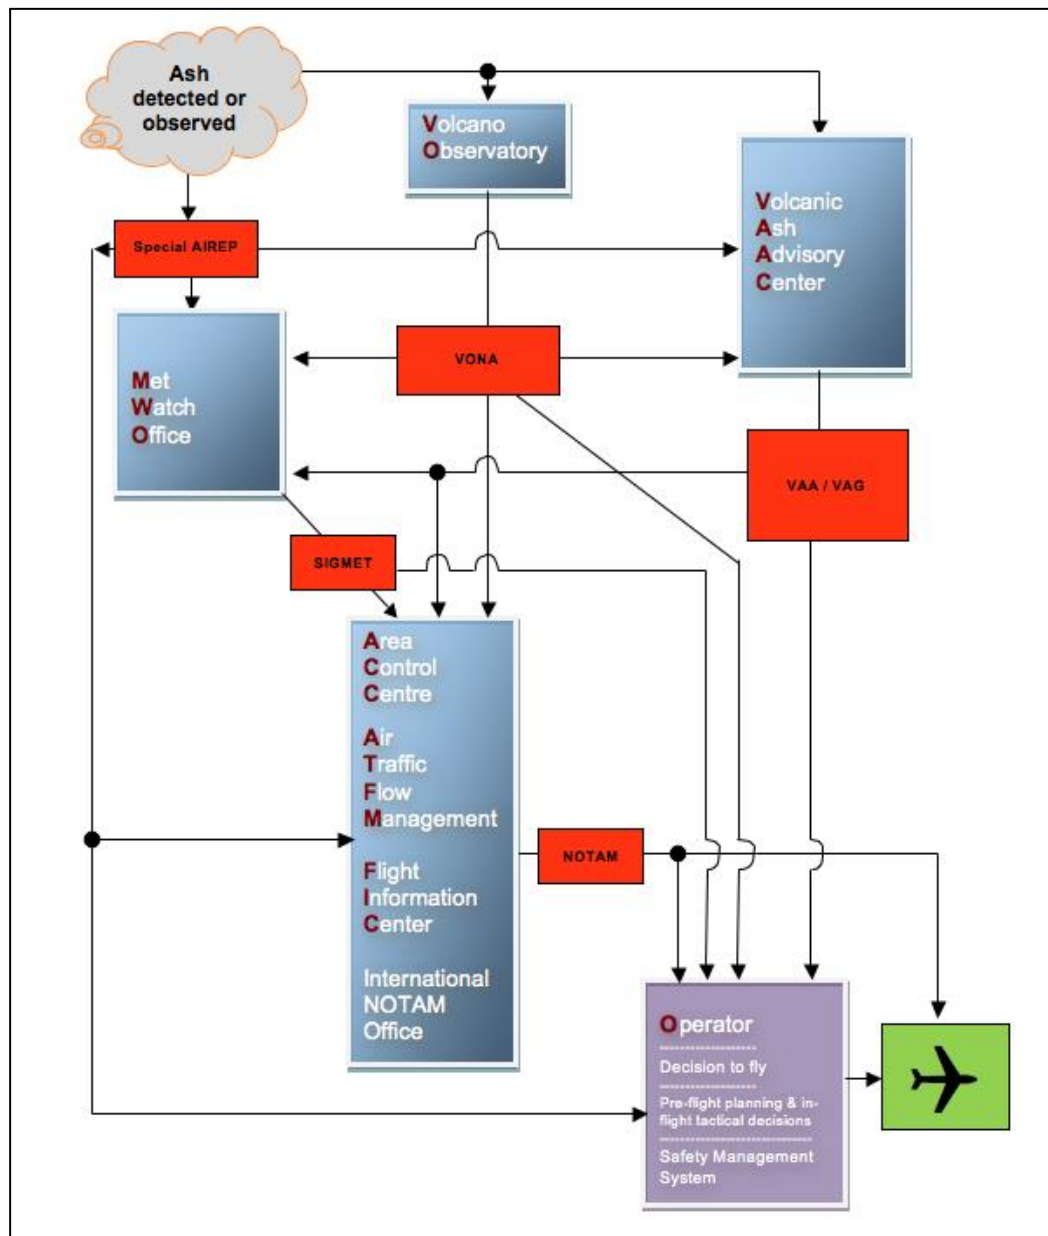 Ash
detected or
observed
Volcano
Observatory
Volcanic
Ash
Advisory
Center
Special AIREP
VONA
Met
Watch
Office
VAA / VAG
SIGMET
Area
Control
Centre
Air
Traffic
Flow
Management
Flight
Information
Center
International
NOTAM
Office
NOTAM
Operator
--------------------
Decision to fly
--------------------
Pre-flight planning & in-
flight tactical decisions
------------------------------
Safety Management
System